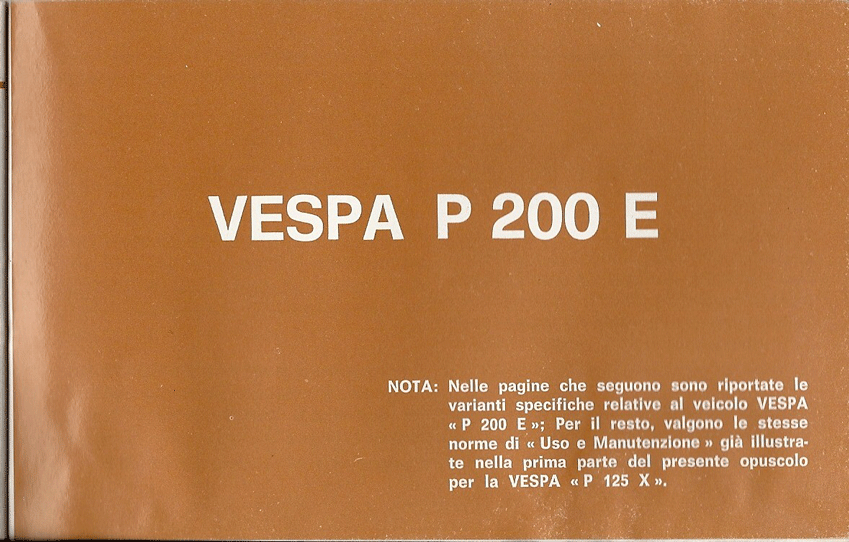 VESPA P 200 E
NOTA: Nelle pagine che seguono sono riportate le
varianti specifiche relative al veicolo VESPA
« P 200 E »; Per il resto, valgono le stesse
norme di « Uso e Manutenzione » già illustra-
te nella prima parte del presente opuscolo
per la VESPA « P 125 X ».